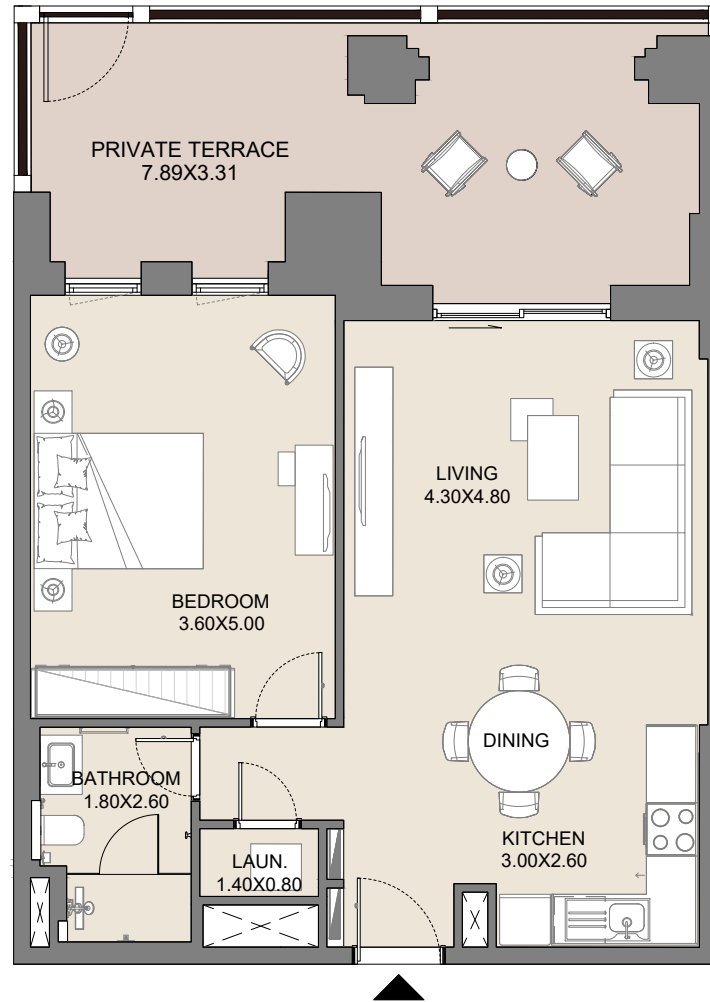 PRIVATE TERRACE
7.89X3.31
LIVING
4.30X4.80
BEDROOM
3.60X5.00
DINING
BATHROOM
1.80X2.60
KITCHEN
3.00X2.60
LAUN.
1.40X0.80